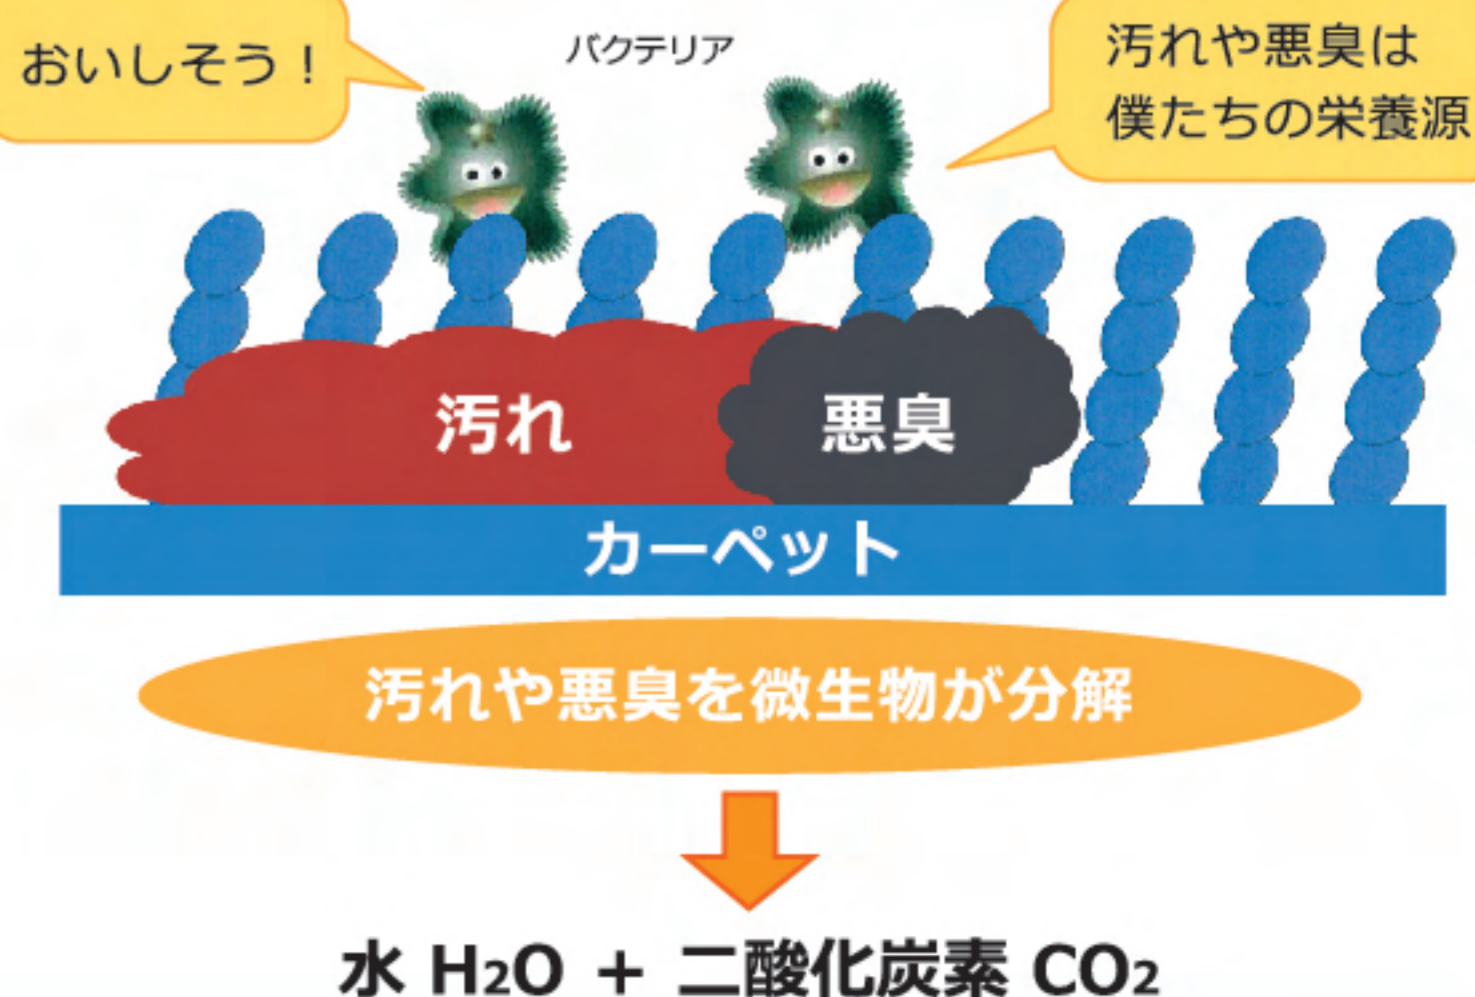 おいしそう！
バクテリア
汚れや悪臭は
僕たちの栄養源
汚れ
悪臭
カーペット
汚れや悪臭を微生物が分解
水 H₂O + 二酸化炭素 CO₂